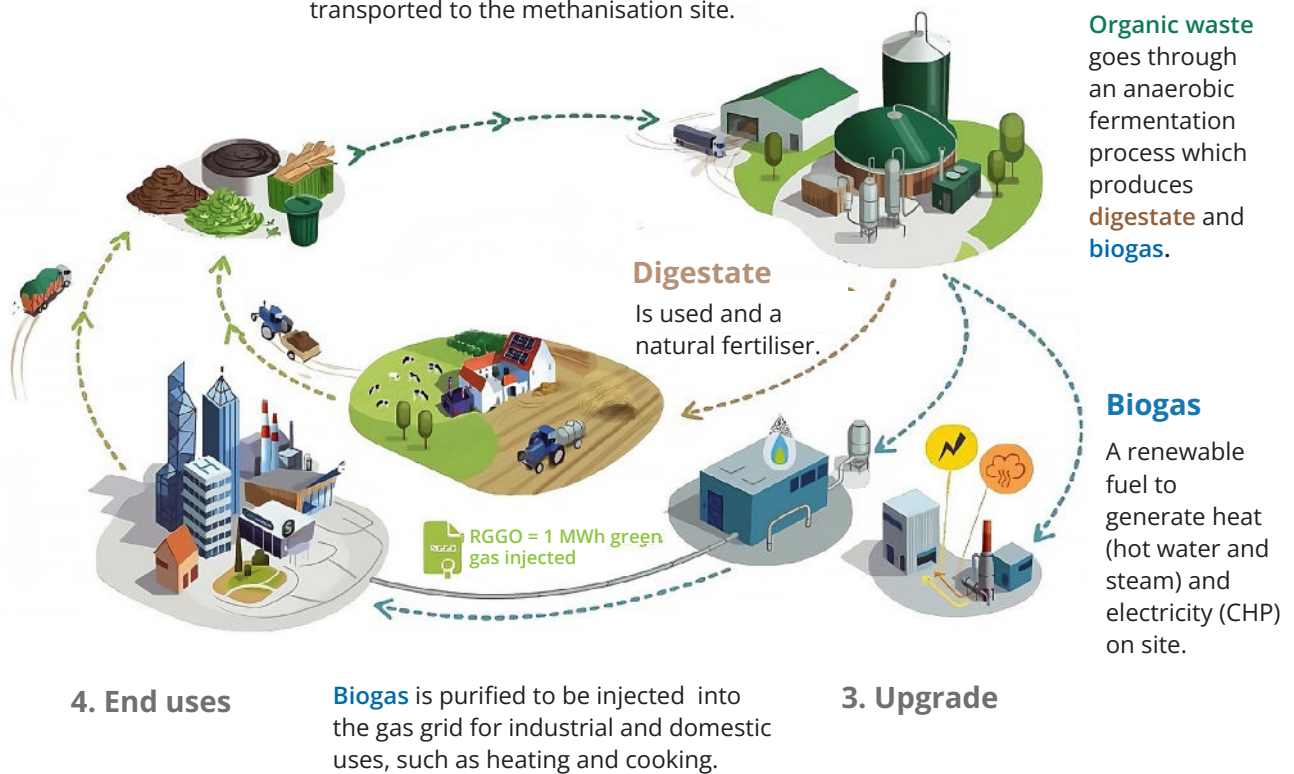 transported to the methanisation site.
Organic waste
goes through
an anaerobic
fermentation
process which
produces
digestate and
biogas.
Digestate
Is used and a
natural fertiliser.
Biogas
A renewable
fuel to
generate heat
(hot water and
steam) and
electricity (CHP)
on site.
H
S
RGGO
RGGO = 1 MWh green
gas injected
4. End uses
Biogas is purified to be injected into
the gas grid for industrial and domestic
uses, such as heating and cooking.
3. Upgrade